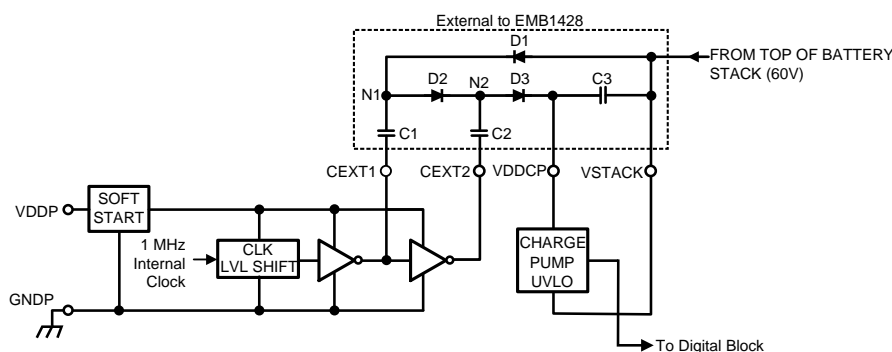 External to EMB1428
D1
FROM TOP OF BATTERY
STACK (60V)
D2
N2
D3
C3
N1
C1
C2
CEXT1
CEXT2
VDDCP
VSTACK
VDDP
SOFT
START
1 MHz
Internal
Clock
CLK
LVL SHIFT
CHARGE
PUMP
UVLO
GNDP
To Digital Block